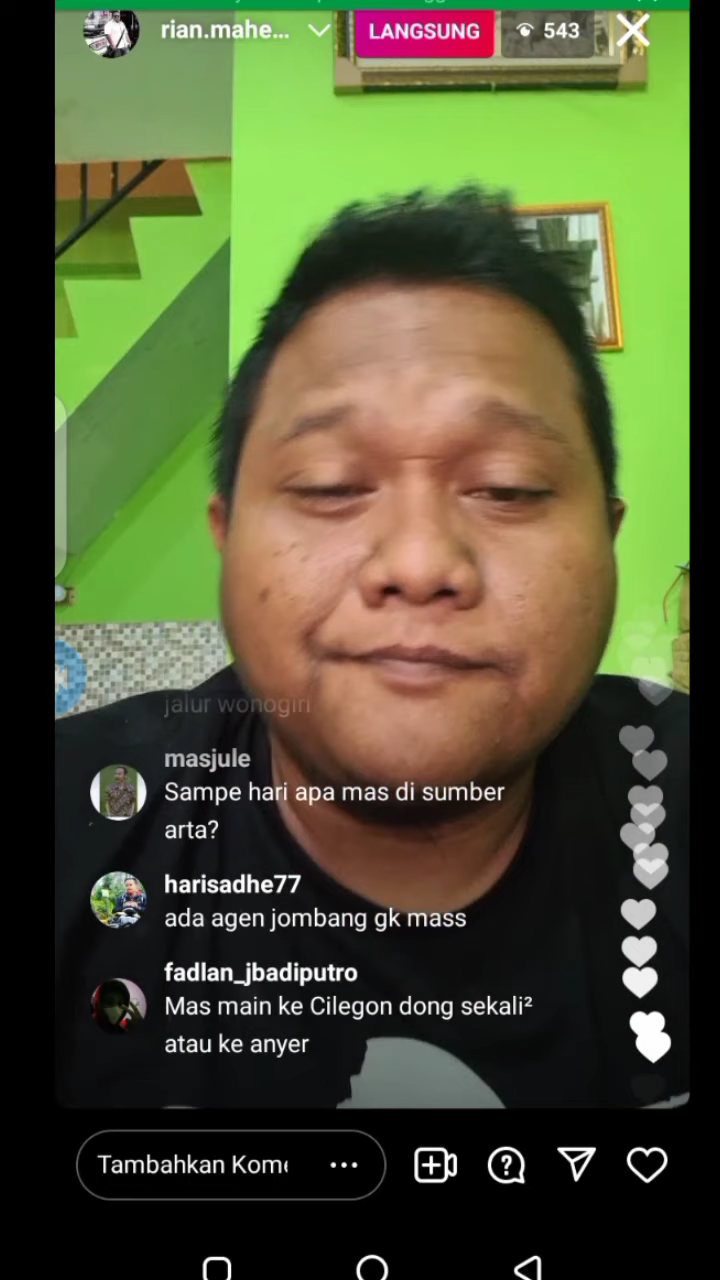 rian.mahe...
LANGSUNG
543
jalur wonogiri
masjule
Sampe hari apa mas di sumber
arta?
harisadhe77
ada agen jombang gk mass
fadlan_jbadiputro
Mas main ke Cilegon dong sekali²
atau ke anyer
Tambahkan Kome